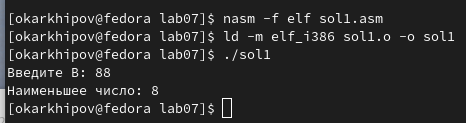 [okarkhipov@fedora lab07]$ nasm -f elf sol1.asm
[okarkhipov@fedora lab07]$ ld -m elf_i386 sol1.o -o sol1
[okarkhipov@fedora lab07]$ ./sol1
Введите B: 88
Наименьшее число: 8
[okarkhipov@fedora lab07]$